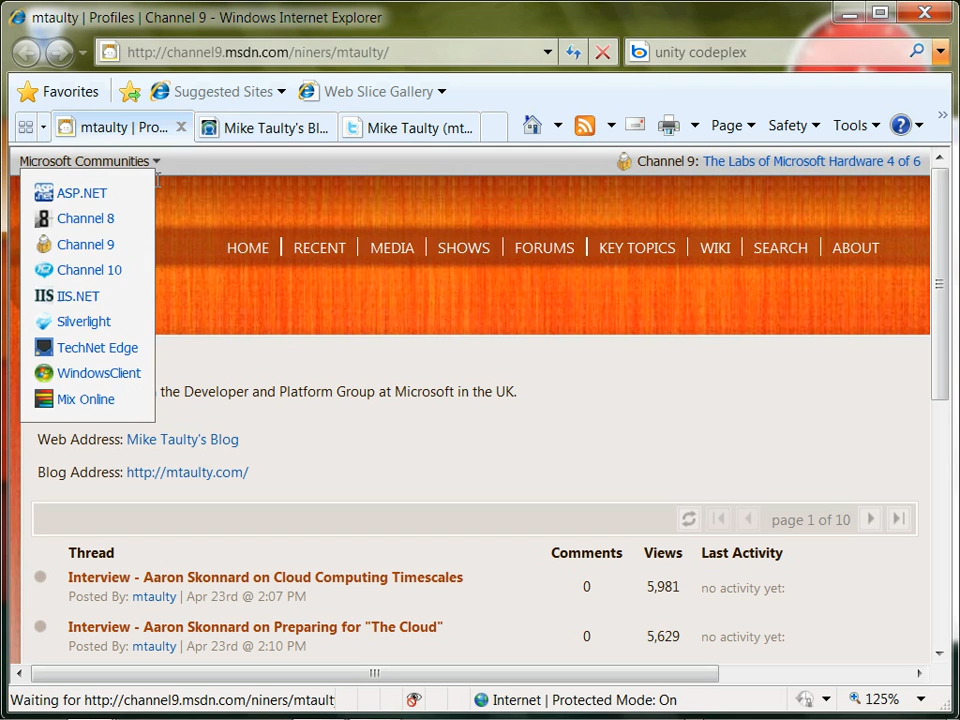 mtaulty | Profiles | Channel 9 - Windows Internet Explorer
http://channel9.msdn.com/niners/mtaulty/
unity codeplex
Favorites
Suggested Sites
Web Slice Gallery
mtaulty | Pro...
Mike Taulty's Bl...
Mike Taulty (mt...
Page
Safety
Tools
Microsoft Communities
Channel 9: The Labs of Microsoft Hardware 4 of 6
ASP.NET
Channel 8
Channel 9
Channel 10
IIS IIS.NET
Silverlight
TechNet Edge
WindowsClient
Mix Online
HOME | RECENT | MEDIA | SHOWS | FORUMS | KEY TOPICS | WIKI | SEARCH | ABOUT
the Developer and Platform Group at Microsoft in the UK.
Web Address: Mike Taulty's Blog
Blog Address: http://mtaulty.com/
page 1 of 10
Thread Comments Views Last Activity
Interview - Aaron Skonnard on Cloud Computing Timescales
Posted By: mtaulty | Apr 23rd @ 2:07 PM
0 5,981 no activity yet:
Interview - Aaron Skonnard on Preparing for "The Cloud"
Posted By: mtaulty | Apr 23rd @ 2:10 PM
0 5,629 no activity yet:
Waiting for http://channel9.msdn.com/niners/mtault
Internet | Protected Mode: On
125%